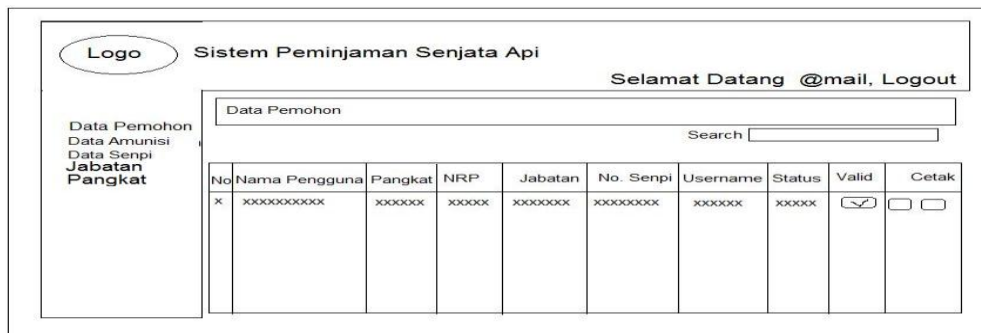 Logo
Sistem Peminjaman Senjata Api
Selamat Datang @mail, Logout
Data Pemohon
Data Amunisi
Data Senpi
Jabatan
Pangkat
Data Pemohon
Search
No Nama Pengguna Pangkat NRP Jabatan No. Senpi Username Status Valid Cetak
x xxxxxxxxxx xxxxxx xxxxx xxxxxxx xxxxxxxx xxxxxx xxxxx